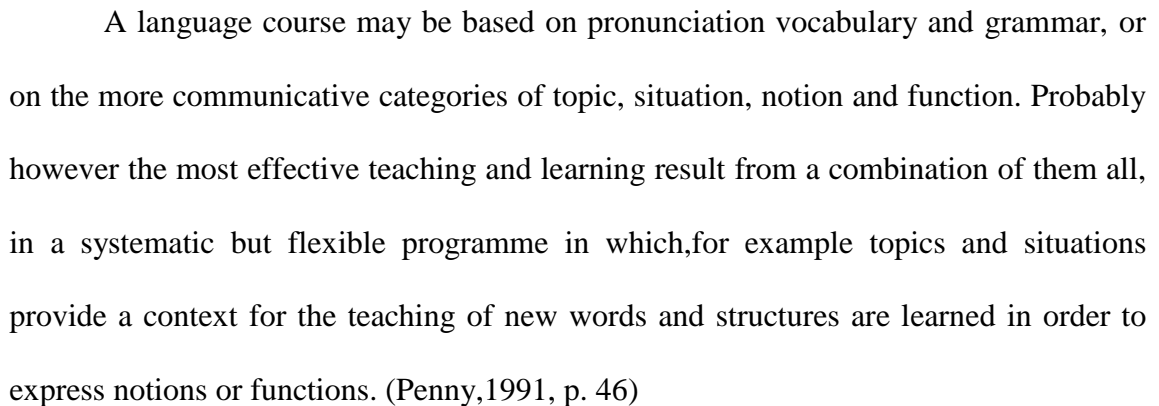 A language course may be based on pronunciation vocabulary and grammar, or
on the more communicative categories of topic, situation, notion and function. Probably
however the most effective teaching and learning result from a combination of them all,
in a systematic but flexible programme in which,for example topics and situations
provide a context for the teaching of new words and structures are learned in order to
express notions or functions. (Penny,1991, p. 46)